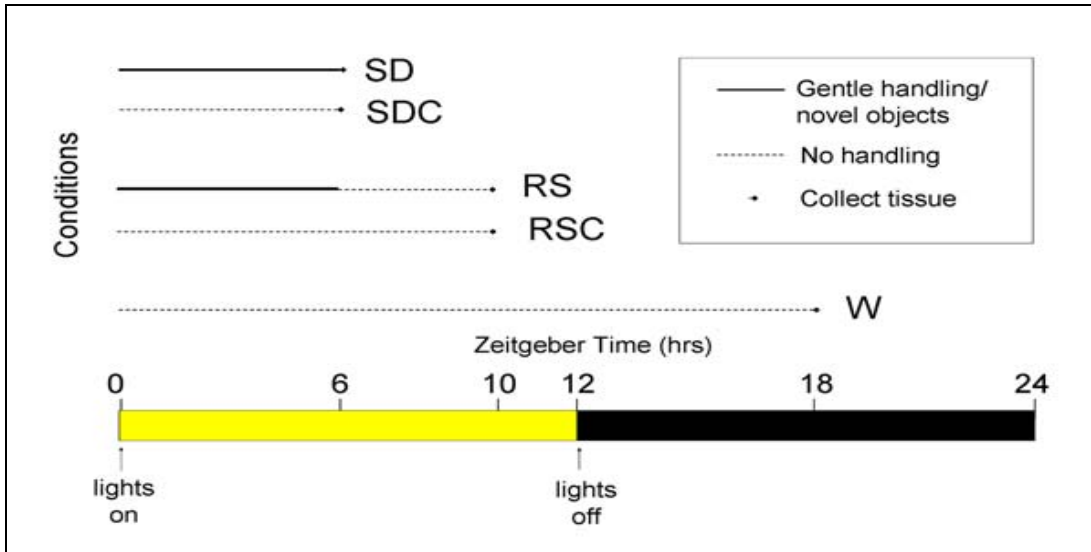 SD
SDC
RS
RSC
W
Conditions
Gentle handling/
novel objects
No handling
Collect tissue
Zeitgeber Time (hrs)
0 6 10 12 18 24
lights
on
lights
off